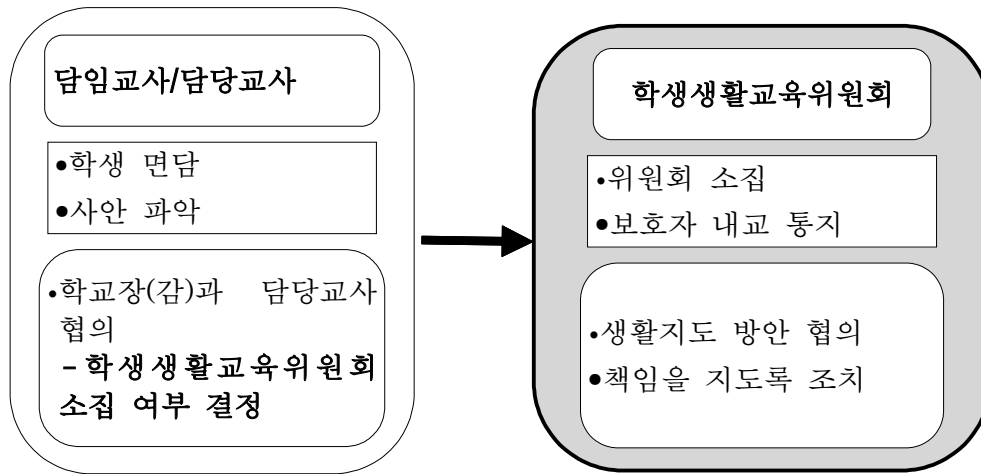 담임교사/담당교사
●학생 면담
●사안 파악
•학교장(감)과 담당교사
협의
-학생생활교육위원회
소집 여부 결정
학생생활교육위원회
•위원회 소집
●보호자 내교 통지
•생활지도 방안 협의
●책임을 지도록 조치